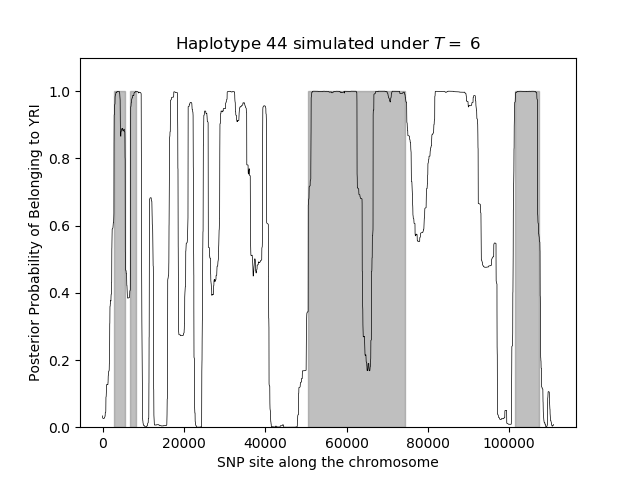 Haplotype 44 simulated under T = 6
Posterior Probability of Belonging to YRI
1.0
0.8
0.6
0.4
0.2
0.0
0 20000 40000 60000 80000 100000
SNP site along the chromosome